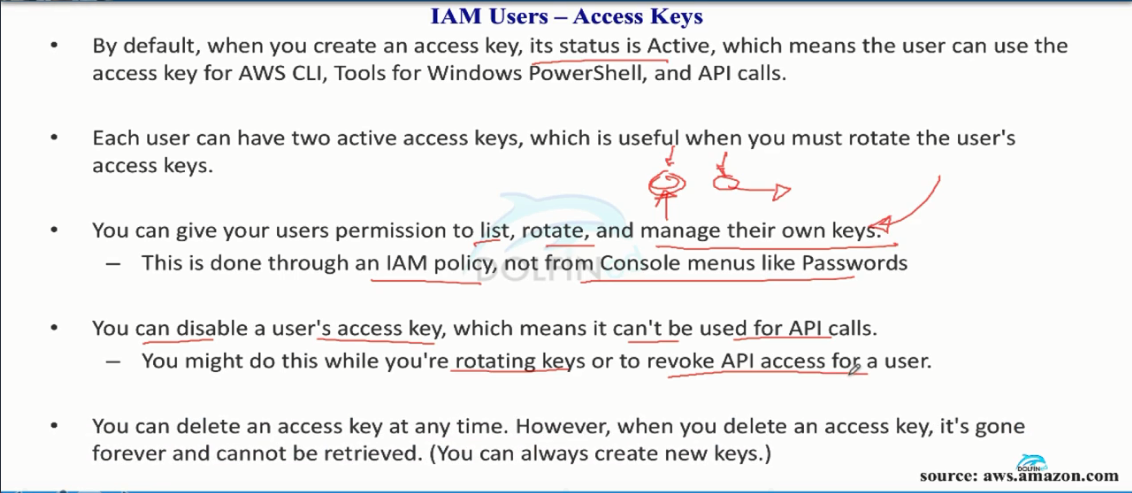 IAM Users – Access Keys
• By default, when you create an access key, its status is Active, which means the user can use the
access key for AWS CLI, Tools for Windows PowerShell, and API calls.
• Each user can have two active access keys, which is useful when you must rotate the user's
access keys.
• You can give your users permission to list, rotate, and manage their own keys.
– This is done through an IAM policy, not from Console menus like Passwords
DOLFIN
• You can disable a user's access key, which means it can't be used for API calls.
– You might do this while you're rotating keys or to revoke API access for a user.
• You can delete an access key at any time. However, when you delete an access key, it's gone
forever and cannot be retrieved. (You can always create new keys.)
DOLFIN
source: aws.amazon.com